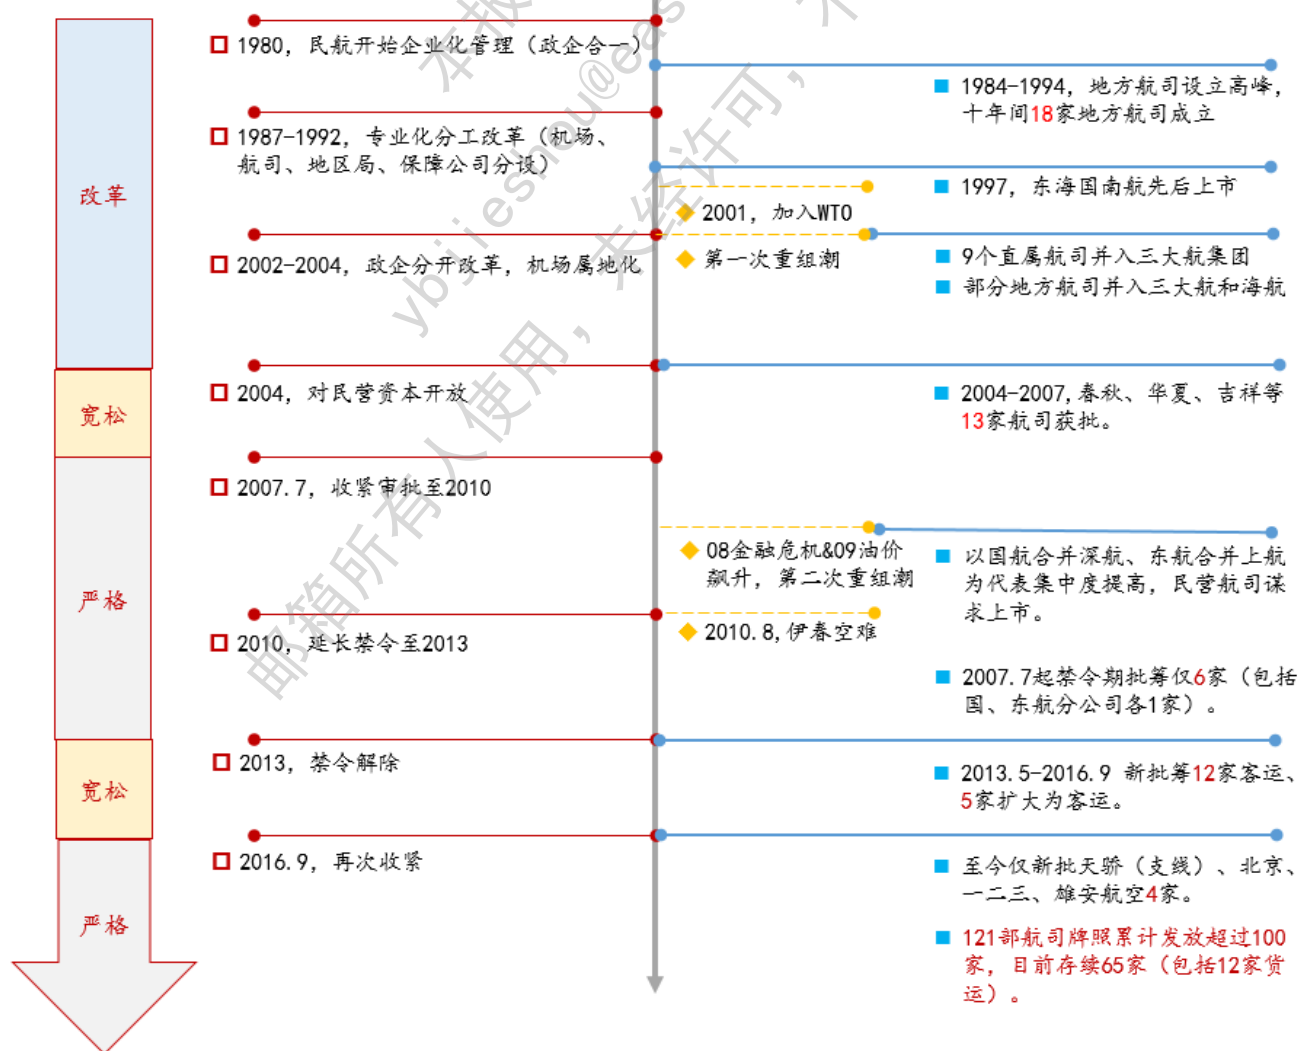 改革
宽松
严格
宽松
严格
1980, 民航开始企业化管理（政企合一）
1984-1994, 地方航司设立高峰,
十年间18家地方航司成立
1987-1992, 专业化分工改革（机场、
航司、地区局、保障公司分设）
1997, 东海国南航先后上市
2001, 加入WTO
2002-2004, 政企分开改革, 机场属地化
第一次重组潮
9个直属航司并入三大航集团
部分地方航司并入三大航和海航
2004, 对民营资本开放
2004-2007,春秋、华夏、吉祥等
13家航司获批。
2007.7, 收紧审批至2010
08金融危机&09油价
飙升, 第二次重组潮
以国航合并深航、东航合并上航
为代表集中度提高, 民营航司谋
求上市。
2010, 延长禁令至2013
2010.8,伊春空难
2007.7起禁令期批筹仅6家（包括
国、东航分公司各1家）。
2013, 禁令解除
2013.5-2016.9 新批筹12家客运、
5家扩大为客运。
2016.9, 再次收紧
至今仅新批天骄（支线）、北京、
一二三、雄安航空4家。
121部航司牌照累计发放超过100
家, 目前存续65家（包括12家货
运）。
本报
ybjieshou@eas
邮箱所有人使用, 未经许可, 不